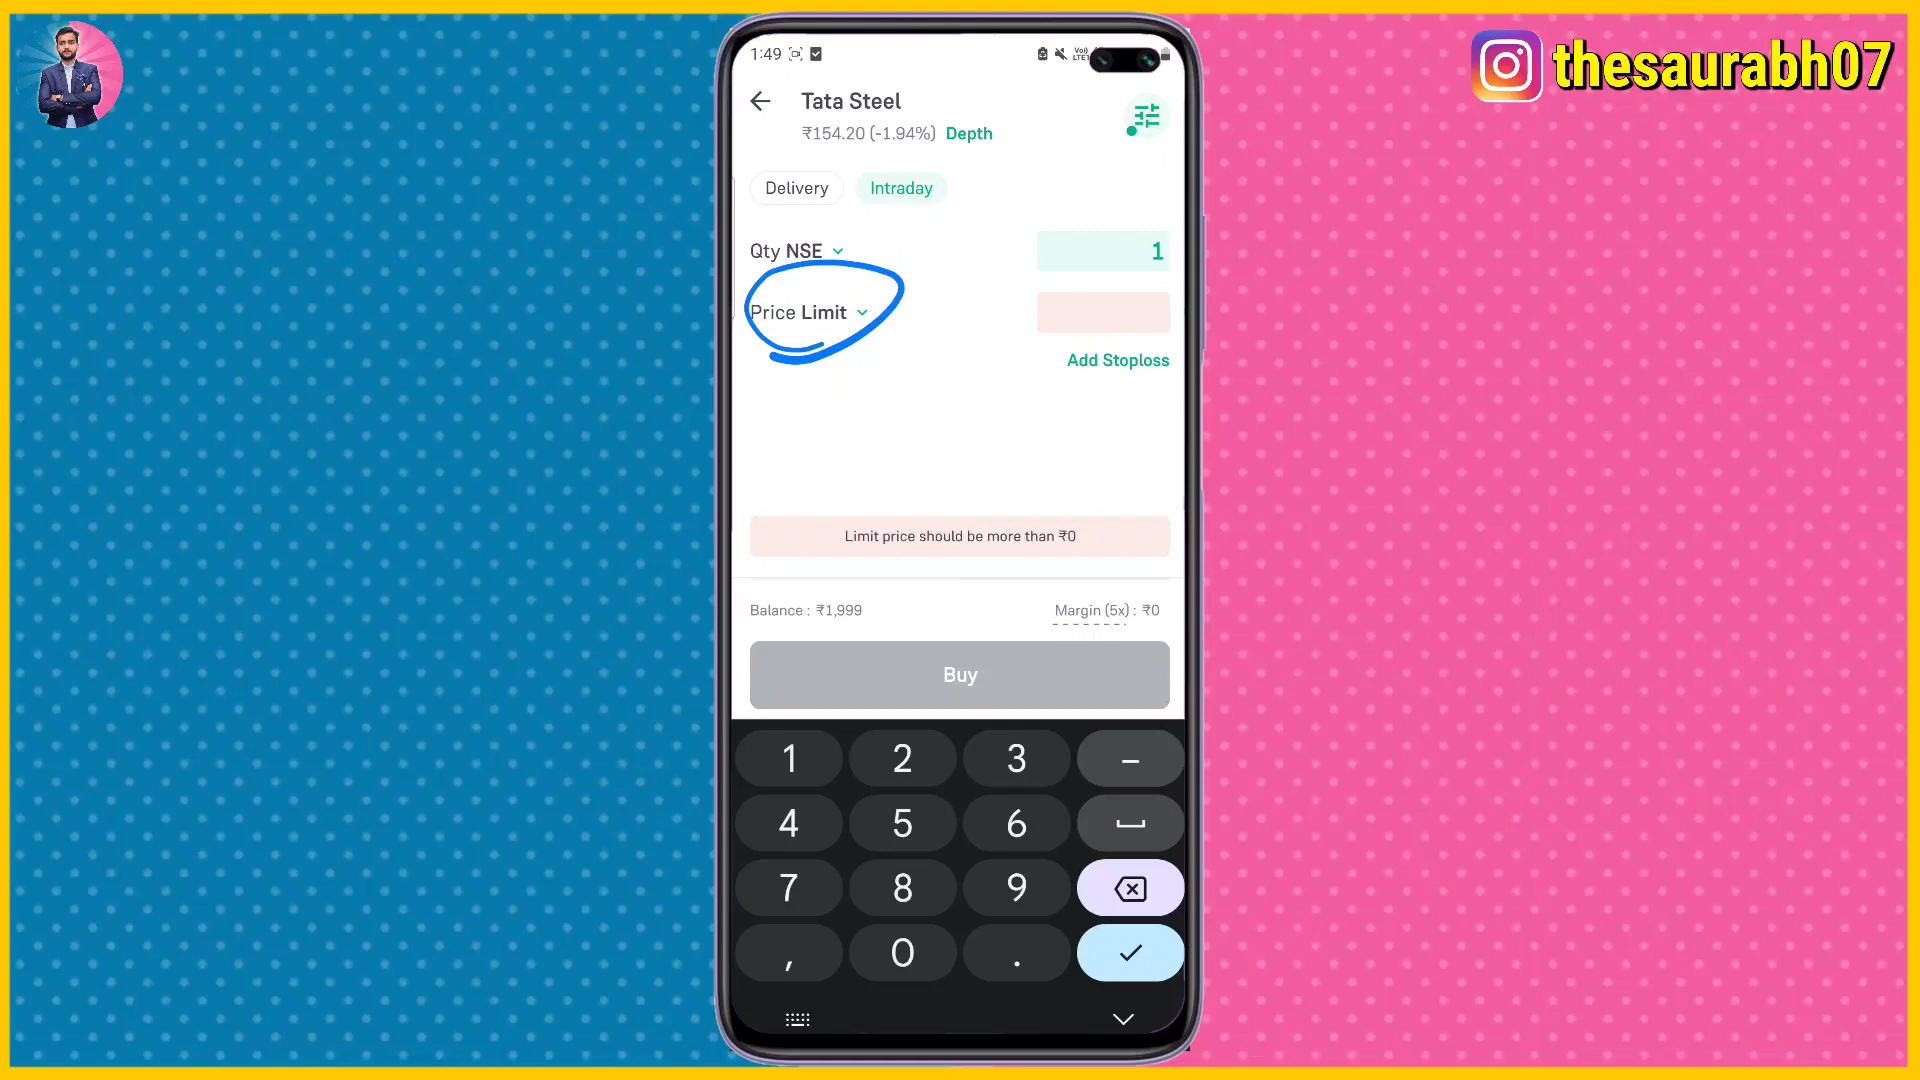 thesaurabh07
1:49
Vo)
LTE1
Tata Steel
₹154.20 (-1.94%) Depth
Delivery Intraday
Qty NSE 1
Price Limit
Add Stoploss
Limit price should be more than ₹0
Balance : ₹1,999 Margin (5x) : ₹0
Buy
1 2 3 –
4 5 6
7 8 9
, 0 .